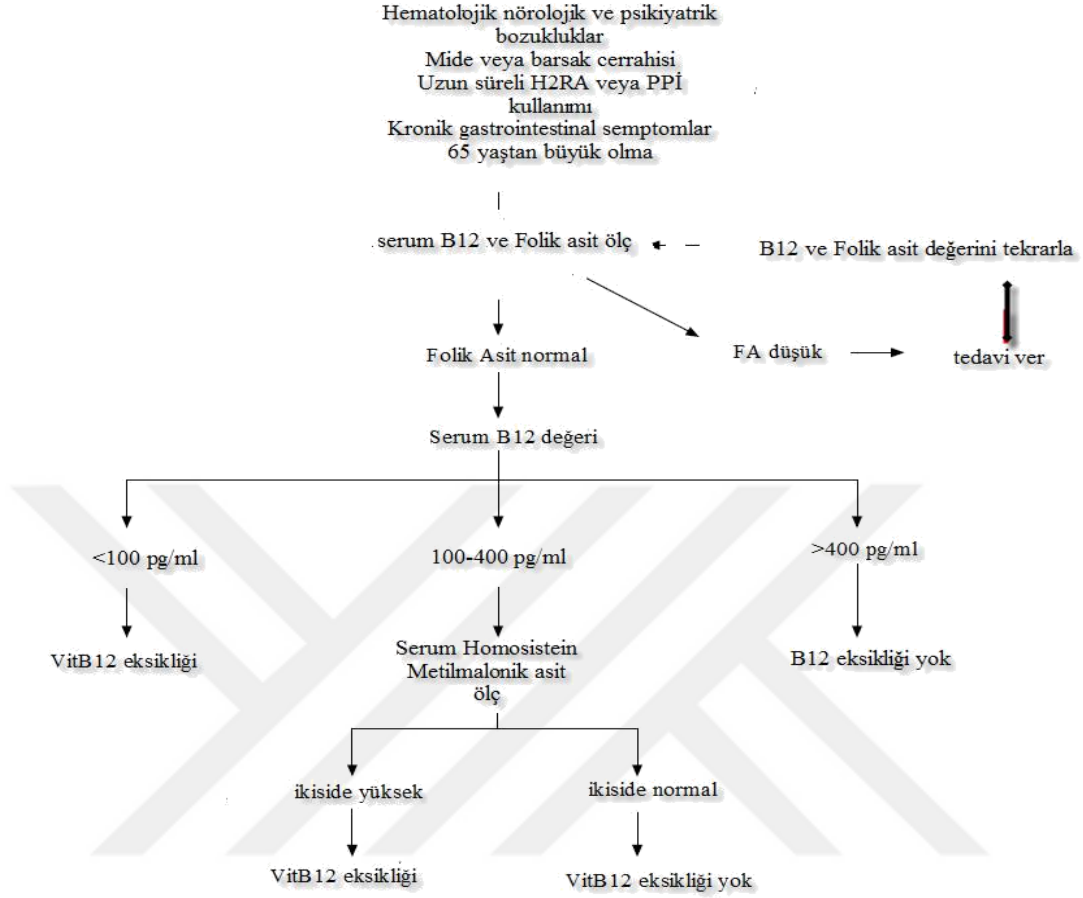 Hematolojik nörolojik ve psikiyatrik
bozukluklar
Mide veya barsak cerrahisi
Uzun süreli H2RA veya PPİ
kullanımı
Kronik gastrointestinal semptomlar
65 yaştan büyük olma
serum B12 ve Folik asit ölç
B12 ve Folik asit değerini tekrarla
Folik Asit normal
FA düşük
tedavi ver
Serum B12 değeri
<100 pg/ml
100-400 pg/ml
>400 pg/ml
VitB12 eksikliği
Serum Homosistein
Metilmalonik asit
ölç
B12 eksikliği yok
ikiside yüksek
ikiside normal
VitB12 eksikliği
VitB12 eksikliği yok